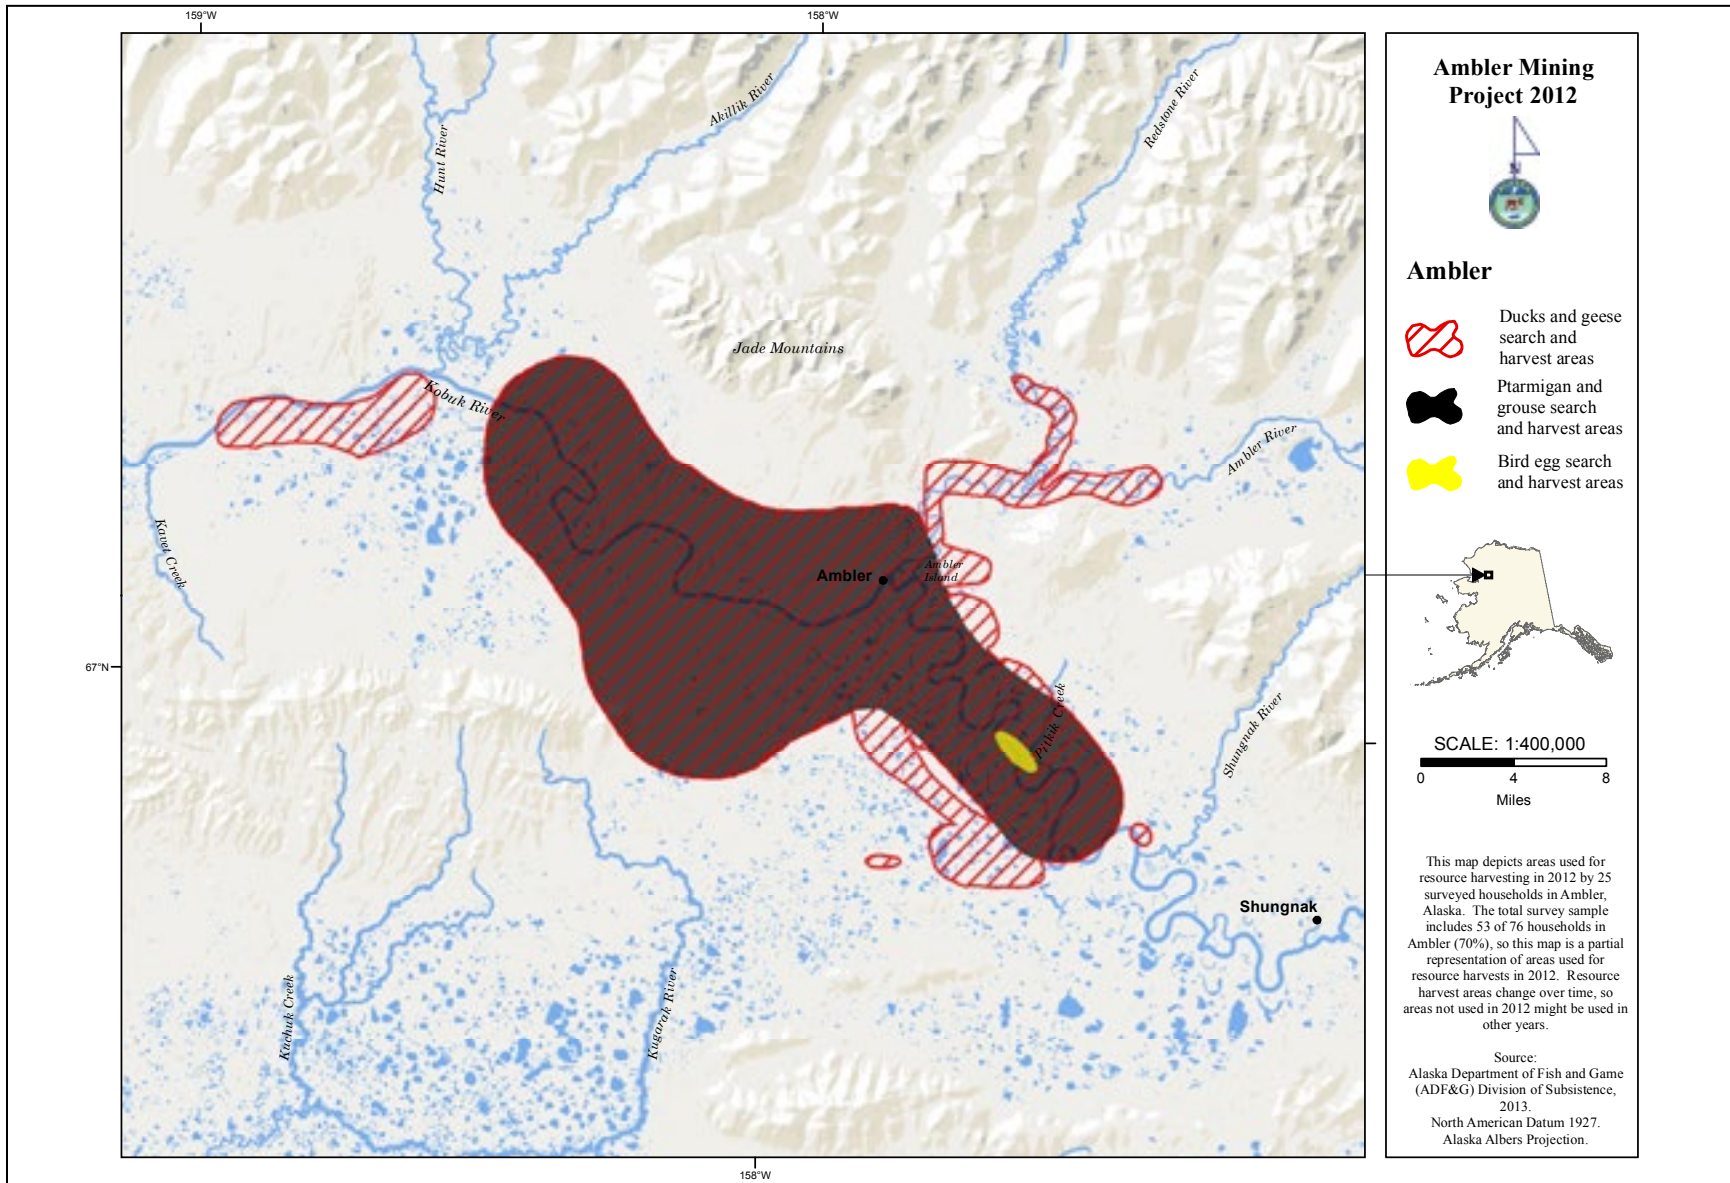 159°W
158°W
Hunt River
Akillik River
Redstone River
Jade Mountains
Kobuk River
Ambler River
Kavet Creek
Ambler
Ambler
Island
67°N
Pitkik Creek
Shungnak River
Shungnak
Kuchuk Creek
Kugarak River
158°W
Ambler Mining
Project 2012
N
Ambler
Ducks and geese
search and
harvest areas
Ptarmigan and
grouse search
and harvest areas
Bird egg search
and harvest areas
SCALE: 1:400,000
0 4 8
Miles
This map depicts areas used for
resource harvesting in 2012 by 25
surveyed households in Ambler,
Alaska. The total survey sample
includes 53 of 76 households in
Ambler (70%), so this map is a partial
representation of areas used for
resource harvests in 2012. Resource
harvest areas change over time, so
areas not used in 2012 might be used in
other years.
Source:
Alaska Department of Fish and Game
(ADF&G) Division of Subsistence,
2013.
North American Datum 1927.
Alaska Albers Projection.